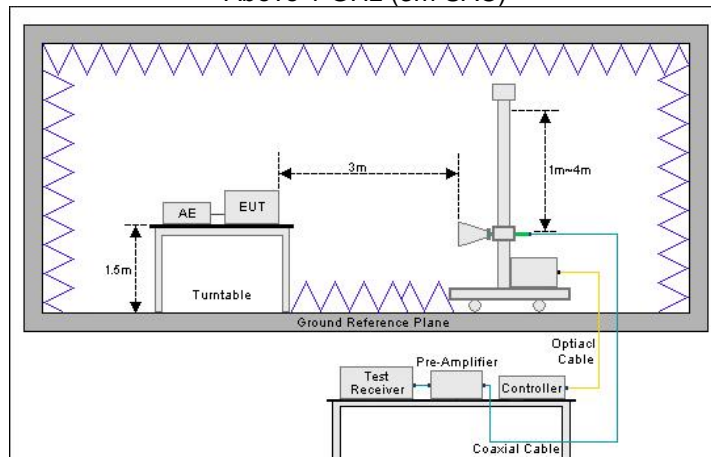 Above 1 GHz (3m SAC)
3m
1m~4m
AE
EUT
1.5m
Turntable
Ground Reference Plane
Optiacl
Cable
Pre-Amplifier
Test
Receiver
Controller
Coaxial Cable